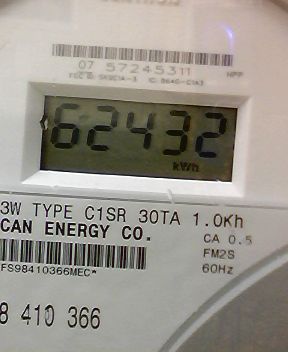 07 57245311 HPP
62432
kWh
3W TYPE C1SR 30TA 1.0Kh
CAN ENERGY CO.
CA 0.5
FM2S
60Hz
FS98410366MEC*
8 410 366